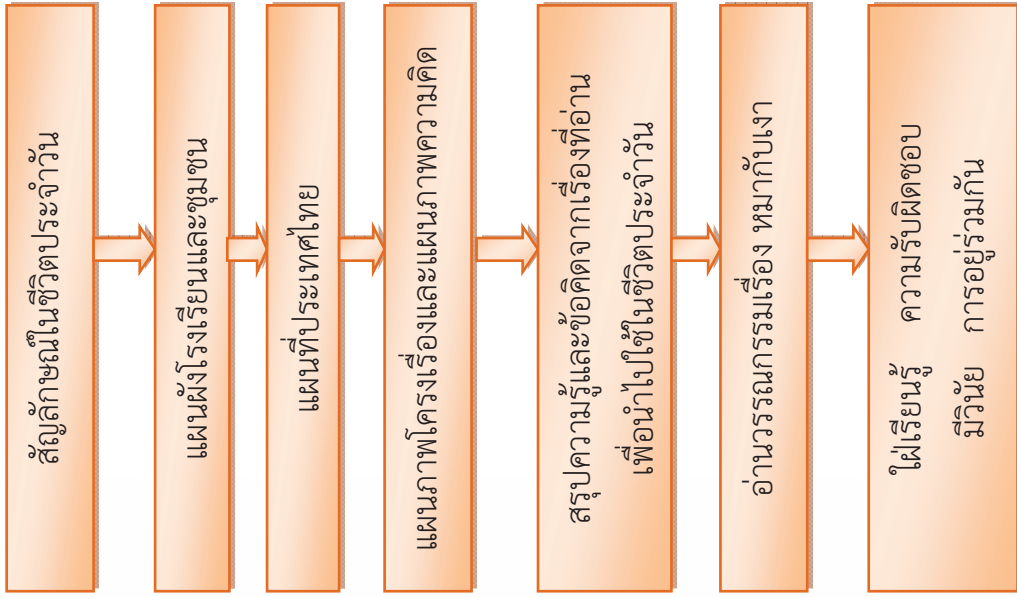 สัญลักษณ์ในชีวิตประจำวัน
แผนผังโรงเรียนและชุมชน
แผนที่ประเทศไทย
แผนภาพโครงเรื่องและแผนภาพความคิด
สรุปความรู้และข้อคิดจากเรื่องที่อ่าน
เพื่อนำไปใช้ในชีวิตประจำวัน
อ่านวรรณกรรมเรื่อง หมากับเงา
ใฝ่เรียนรู้ ความรับผิดชอบ
มีวินัย การอยู่ร่วมกัน